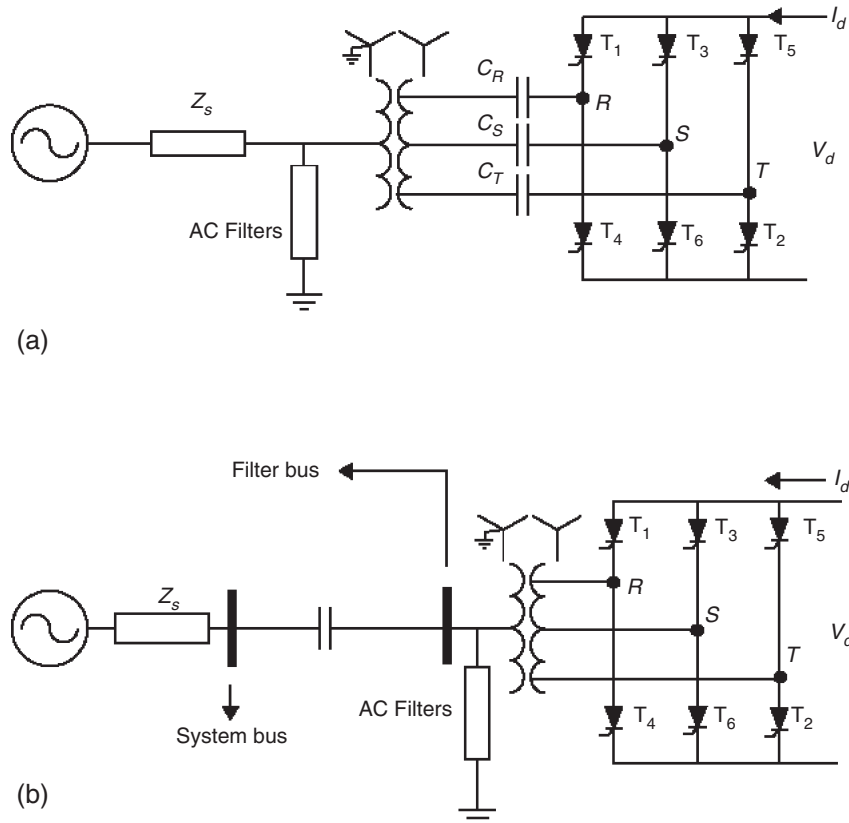 I_d
T_1
T_3
T_5
C_R
R
Z_s
C_S
S
V_d
C_T
T
AC Filters
T_4
T_6
T_2
(a)
Filter bus
I_d
T_1
T_3
T_5
Z_s
R
S
V_d
T
AC Filters
T_4
T_6
T_2
System bus
(b)